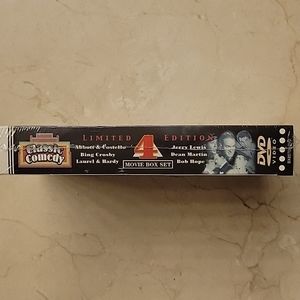 Classic
Comedy
LIMITED 4 EDITION
Abbott & Costello Jerry Lewis
Bing Crosby Dean Martin
Laurel & Hardy Bob Hope
MOVIE BOX SET
DVD
VIDEO